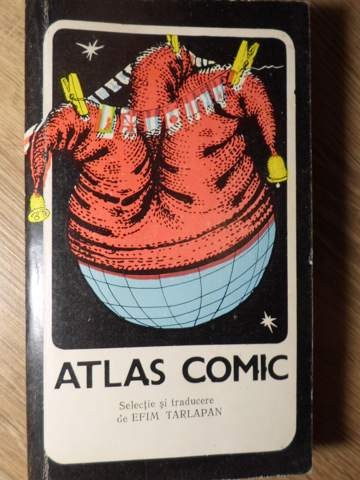 ATLAS COMIC
Selecție și traducere
de EFIM TARLAPAN